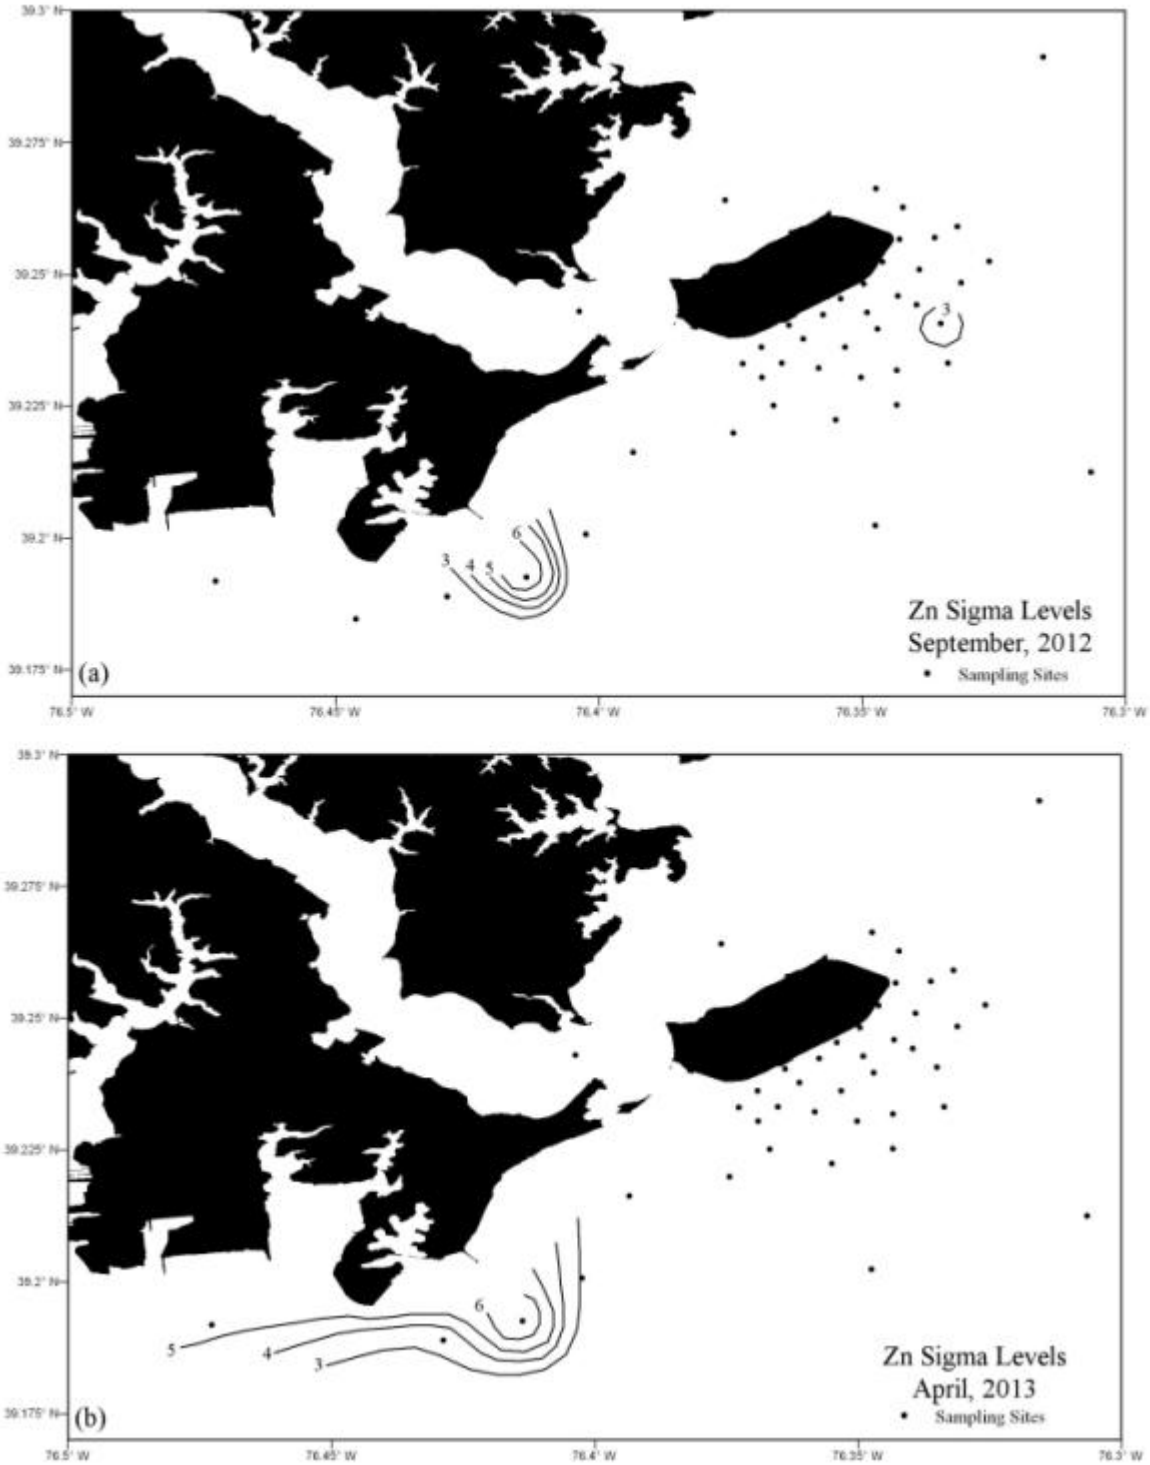 39.3° N
39.275° N
39.25° N
39.225° N
39.2° N
39.175° N
3
6
3 4 5
Zn Sigma Levels
September, 2012
Sampling Sites
(a)
76.5° W 76.45° W 76.4° W 76.35° W 76.3° W
39.3° N
39.275° N
39.25° N
39.225° N
39.2° N
39.175° N
6
5 4 3
Zn Sigma Levels
April, 2013
Sampling Sites
(b)
76.5° W 76.45° W 76.4° W 76.35° W 76.3° W